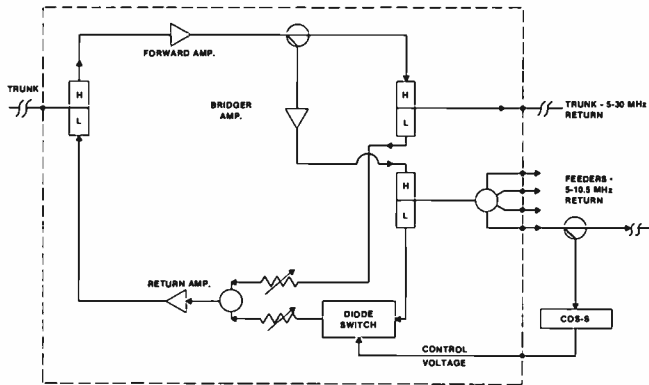 FORWARD AMP.
TRUNK
H
L
BRIDGER
AMP.
H
L
TRUNK - 5-30 MHz
RETURN
H
L
FEEDERS -
5-10.5 MHz
RETURN
RETURN AMP.
DIODE
SWITCH
COS-S
CONTROL
VOLTAGE